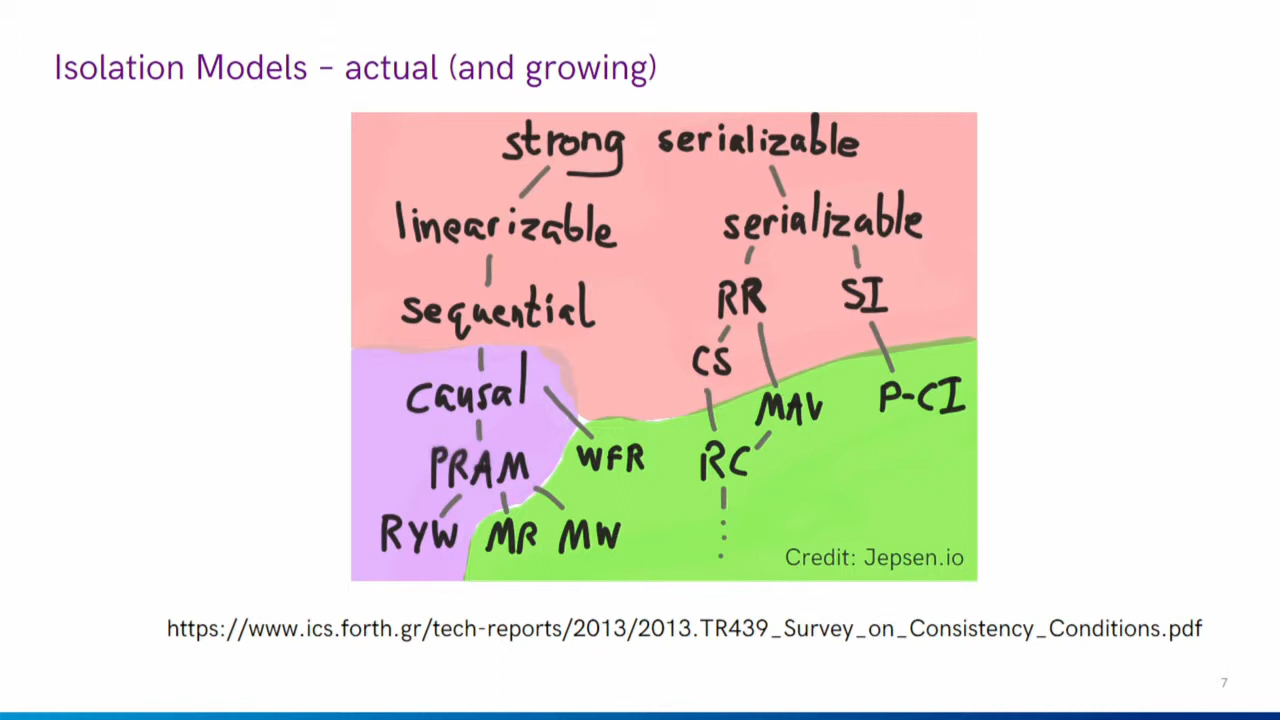 Isolation Models – actual (and growing)
strong serializable
linearizable serializable
sequential RR SI
CS
causal MAV P-CI
PRAM WFR RC
RYW MR MW
Credit: Jepsen.io
https://www.ics.forth.gr/tech-reports/2013/2013.TR439_Survey_on_Consistency_Conditions.pdf
7